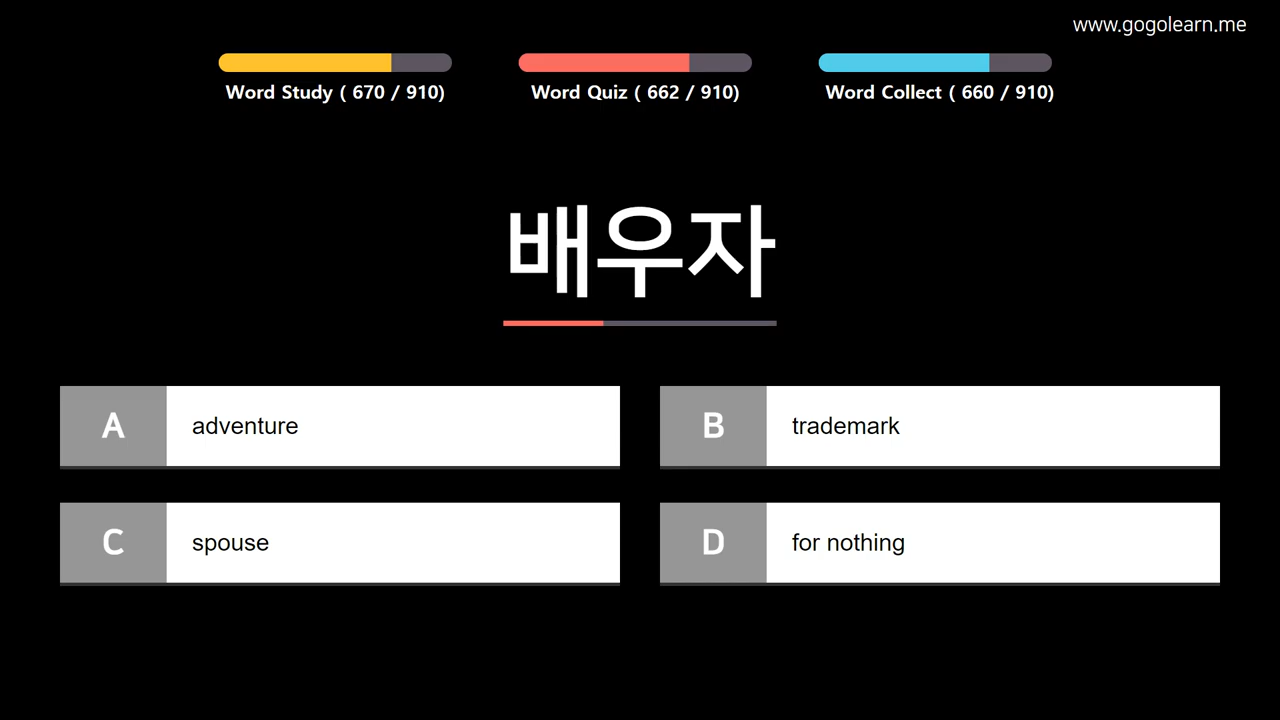 www.gogolearn.me
Word Study ( 670 / 910)
Word Quiz ( 662 / 910)
Word Collect ( 660 / 910)
배우자
A adventure
B trademark
C spouse
D for nothing